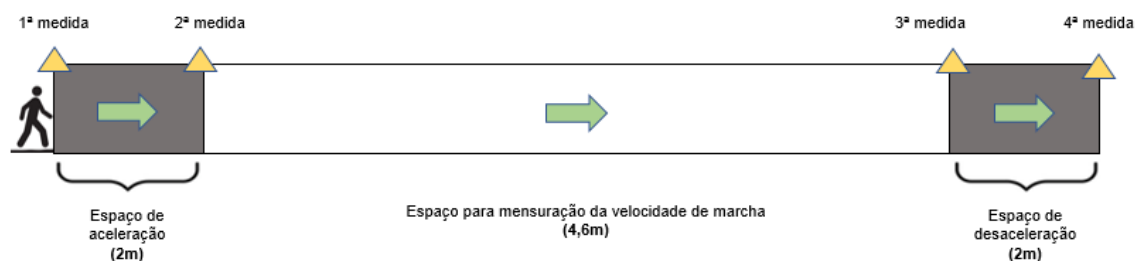 1ª medida
2ª medida
3ª medida
4ª medida
Espaço de
aceleração
(2m)
Espaço para mensuração da velocidade de marcha
(4,6m)
Espaço de
desaceleração
(2m)